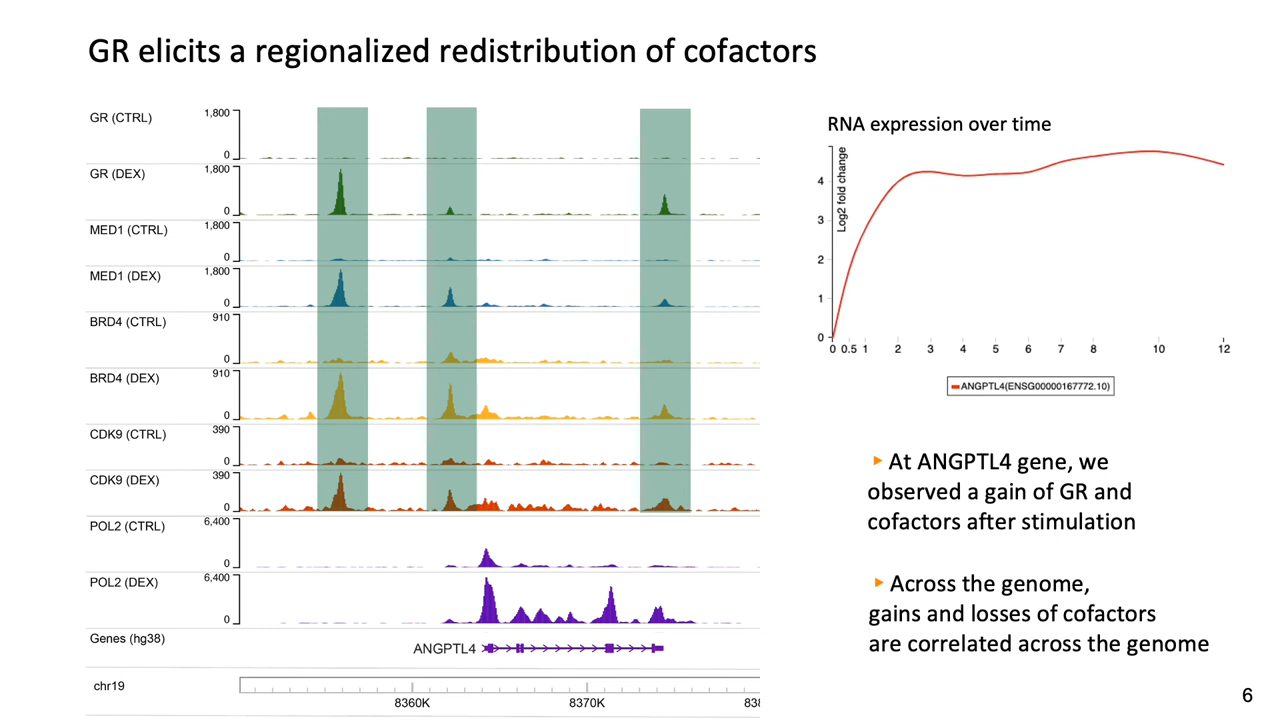 GR elicits a regionalized redistribution of cofactors
GR (CTRL)
1,800
0
GR (DEX)
1,800
0
MED1 (CTRL)
1,800
0
MED1 (DEX)
1,800
0
BRD4 (CTRL)
910
0
BRD4 (DEX)
910
0
CDK9 (CTRL)
390
0
CDK9 (DEX)
390
0
POL2 (CTRL)
6,400
0
POL2 (DEX)
6,400
0
Genes (hg38)
ANGPTL4
chr19
8360K
8370K
838
RNA expression over time
Log2 fold change
4
3
2
1
0
0 0.5 1 2 3 4 5 6 7 8 10 12
ANGPTL4(ENSG00000167772.10)
At ANGPTL4 gene, we
observed a gain of GR and
cofactors after stimulation
Across the genome,
gains and losses of cofactors
are correlated across the genome
6